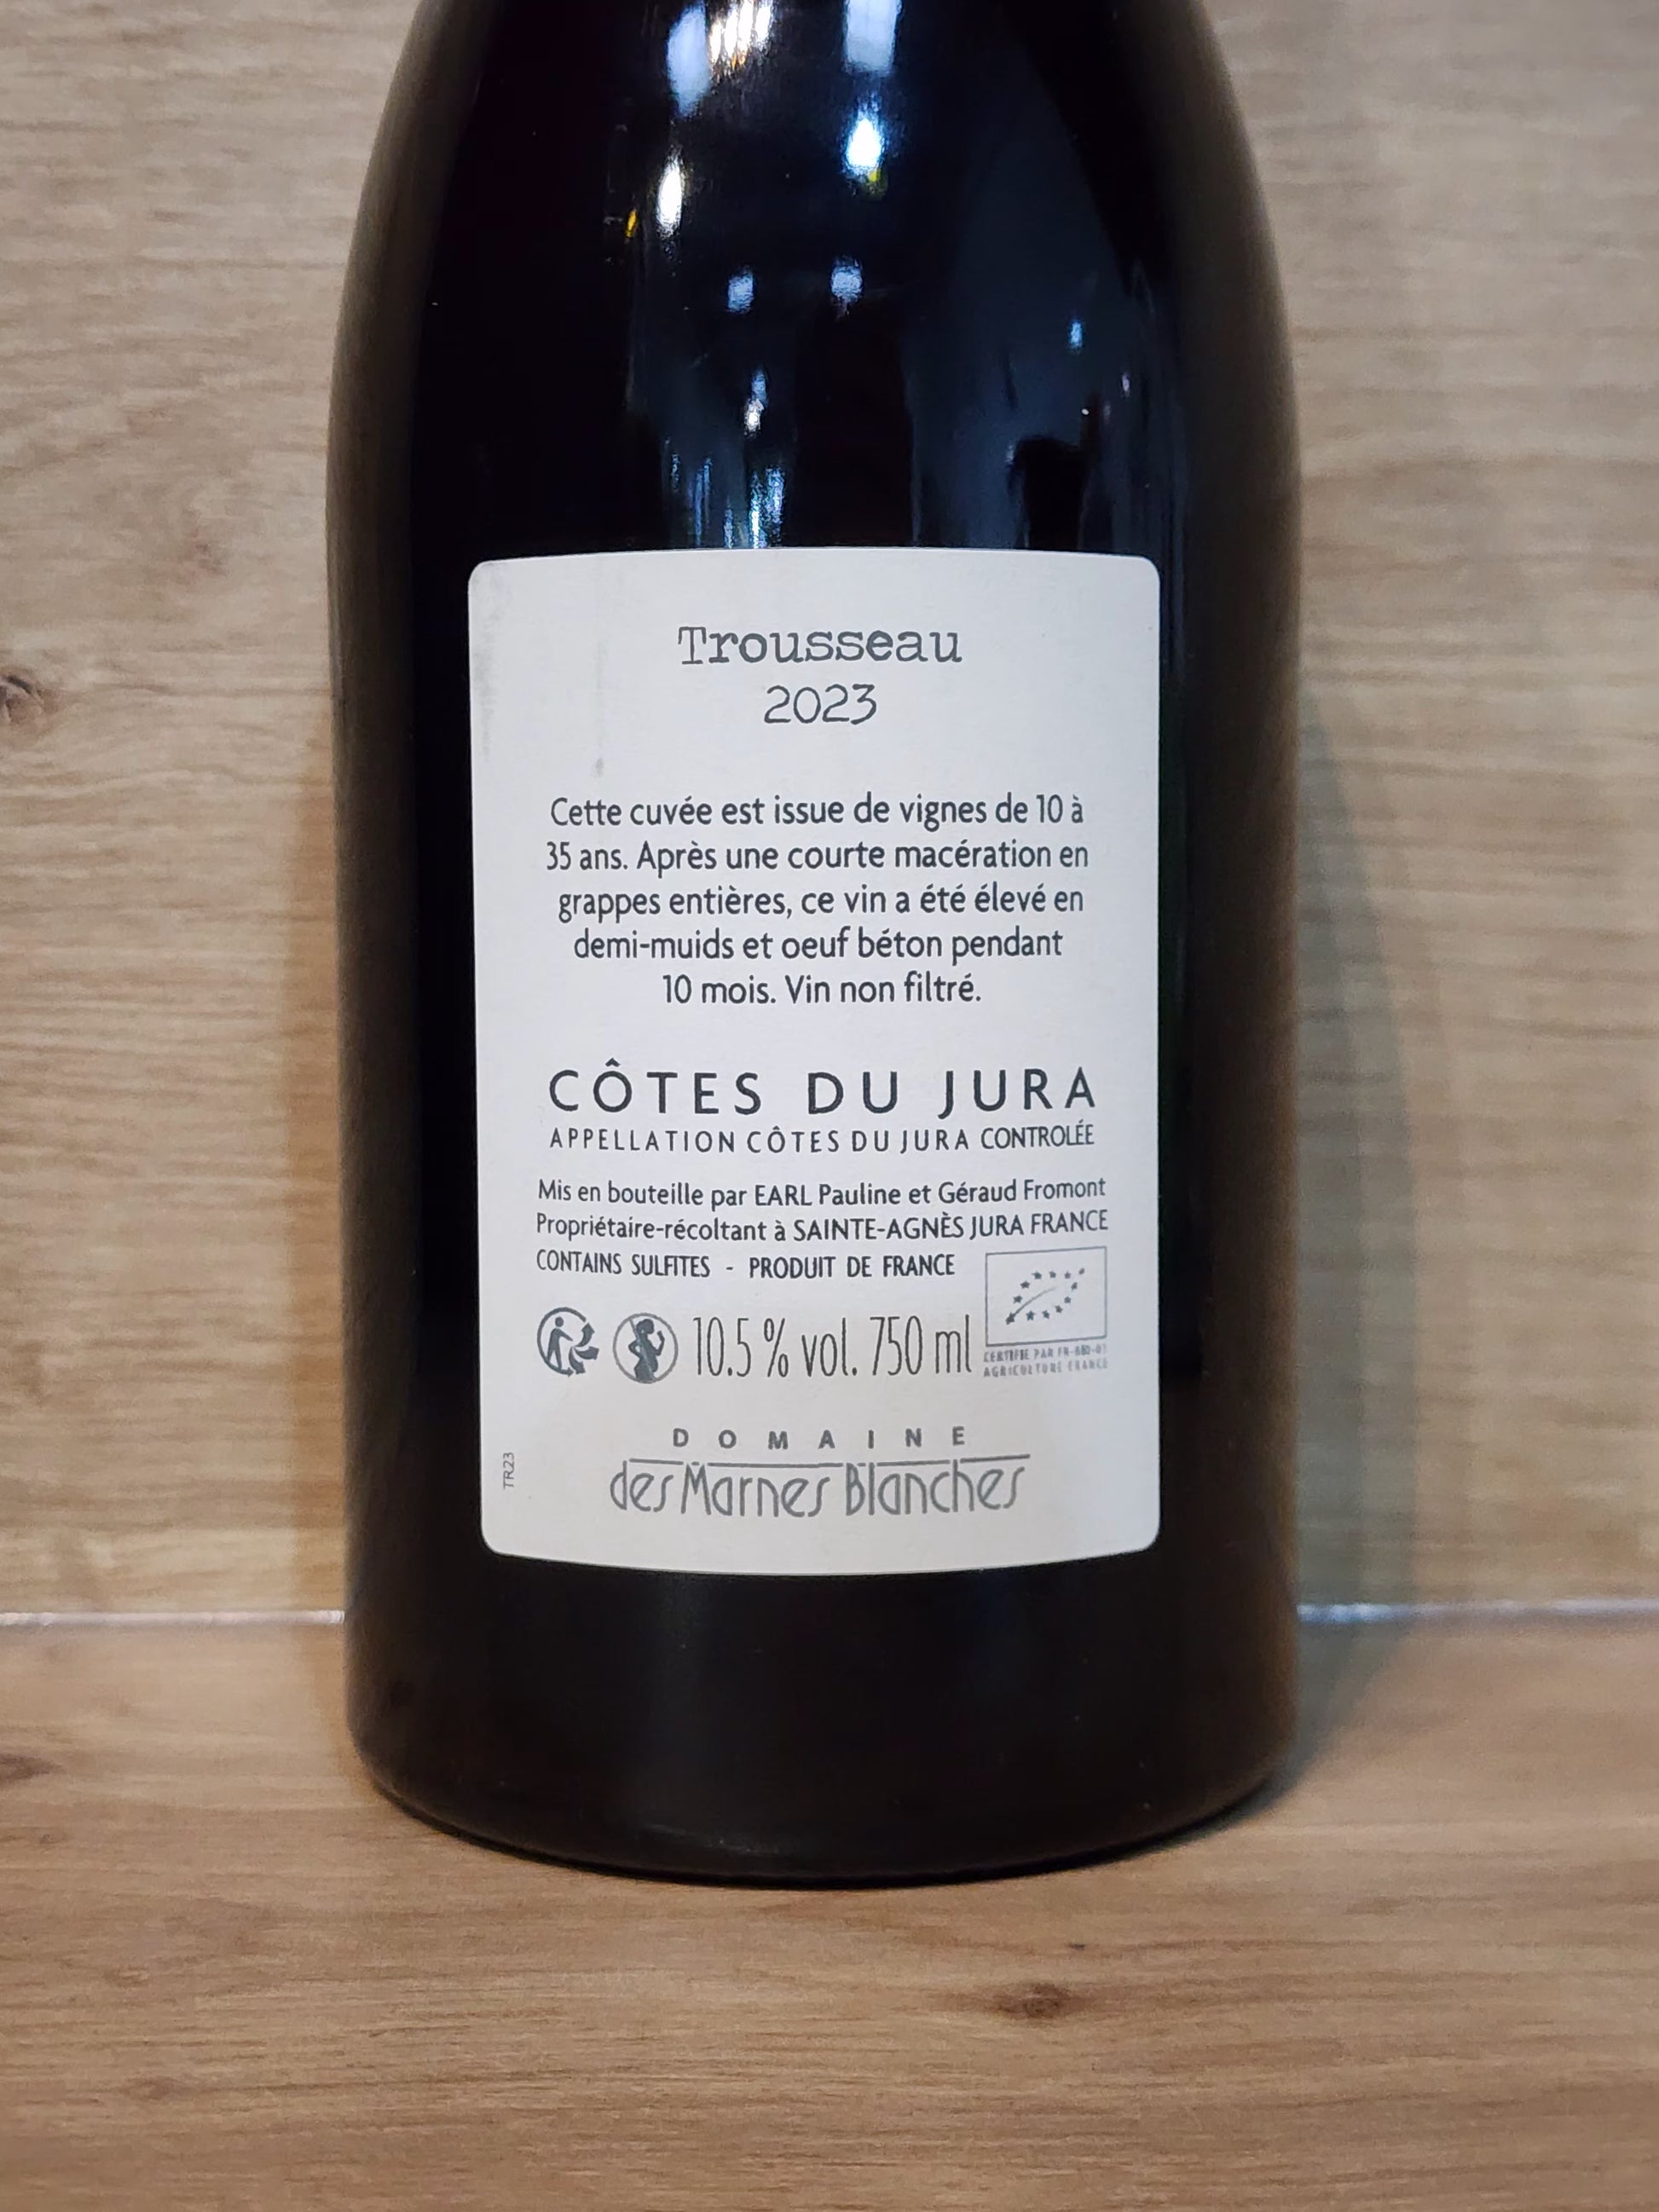 Trousseau
2023
Cette cuvée est issue de vignes de 10 à
35 ans. Après une courte macération en
grappes entières, ce vin a été élevé en
demi-muids et oeuf béton pendant
10 mois. Vin non filtré.
CÔTES DU JURA
APPELLATION CÔTES DU JURA CONTROLÉE
Mis en bouteille par EARL Pauline et Géraud Fromont
Propriétaire-récoltant à SAINTE-AGNÈS JURA FRANCE
CONTAINS SULFITES - PRODUIT DE FRANCE
10.5 % vol. 750 ml
CERTIFIE PAR
AGRICULTURE FRANCE
TR23
DOMAINE
des Marnes Blanches